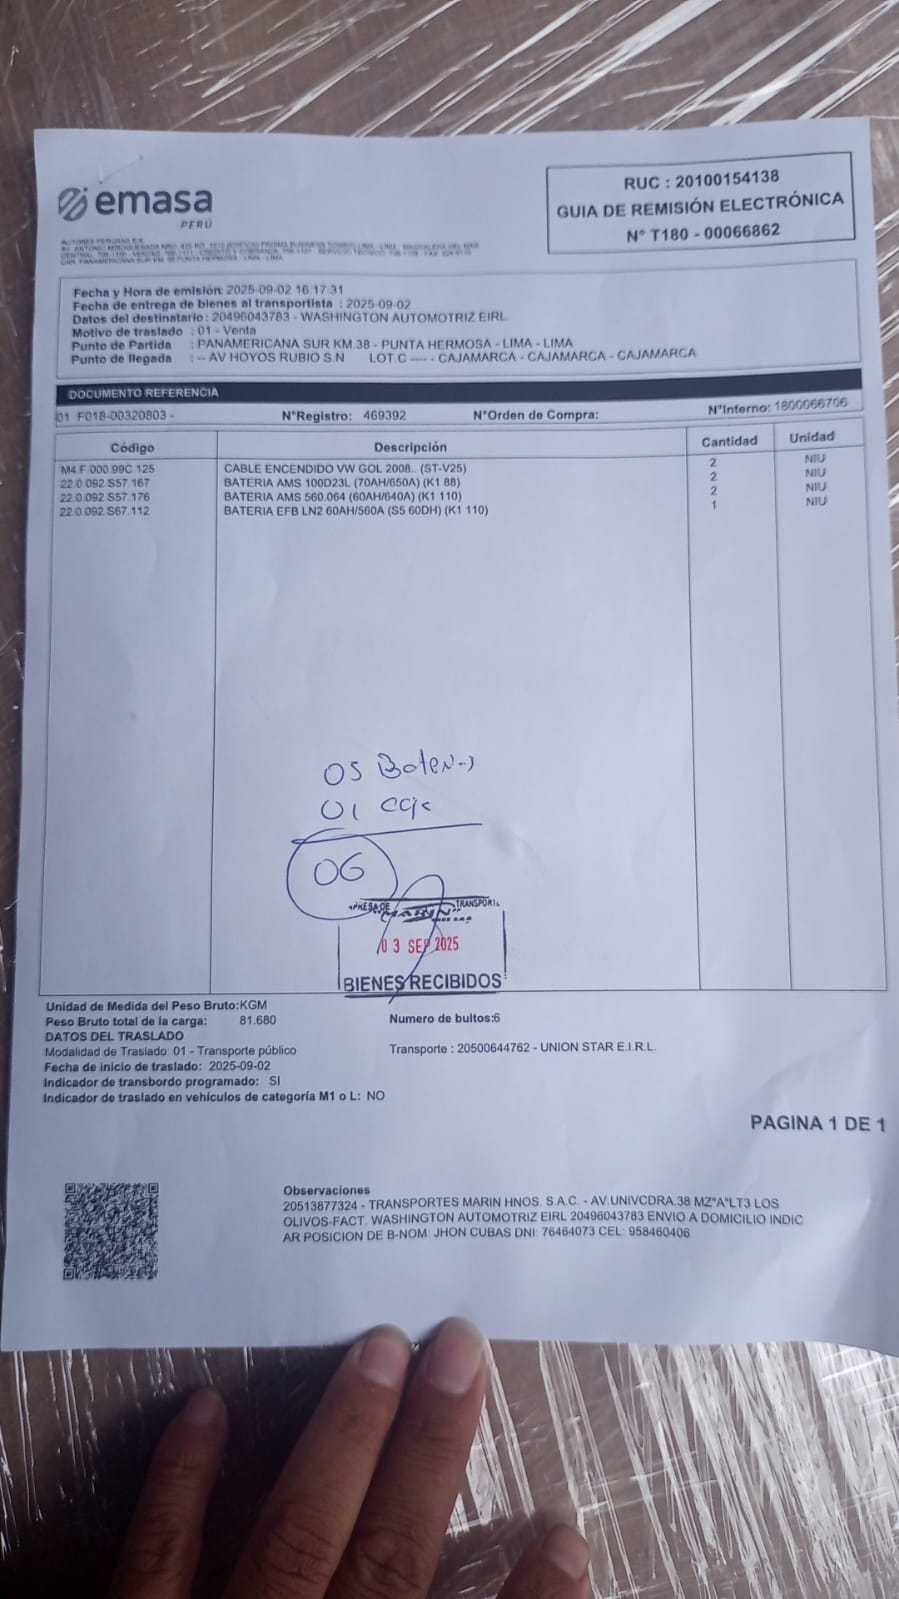 emasa
PERÚ
RUC : 20100154138
GUIA DE REMISIÓN ELECTRÓNICA
N° T180 - 00066862
Fecha y Hora de emisión: 2025-09-02 16:17:31
Fecha de entrega de bienes al transportista : 2025-09-02
Datos del destinatario: 20496043783 - WASHINGTON AUTOMOTRIZ EIRL
Motivo de traslado : 01 - Venta
Punto de Partida : PANAMERICANA SUR KM.38 - PUNTA HERMOSA - LIMA - LIMA
Punto de llegada : -- AV HOYOS RUBIO S.N LOT.C ---- - CAJAMARCA - CAJAMARCA - CAJAMARCA
DOCUMENTO REFERENCIA
01 F018-00320803 - N°Registro: 469392 N°Orden de Compra: N°Interno: 1800066706
Código Descripción Cantidad Unidad
M4.F 000.99C.125 CABLE ENCENDIDO VW GOL 2008.. (ST-V25) 2 NIU
22.0.092.S57.167 BATERIA AMS 100D23L (70AH/650A) (K1 88) 2 NIU
22.0.092.S57.176 BATERIA AMS 560.064 (60AH/640A) (K1 110) 2 NIU
22.0.092.S67.112 BATERIA EFB LN2 60AH/560A (S5 60DH) (K1 110) 1 NIU
05
01
06
TRANSPORT
"MARIN"
03 SEP 2025
BIENES RECIBIDOS
Unidad de Medida del Peso Bruto:KGM
Peso Bruto total de la carga: 81.680 Numero de bultos:6
DATOS DEL TRASLADO
Modalidad de Traslado: 01 - Transporte público Transporte : 20500644762 - UNION STAR E.I.R.L.
Fecha de inicio de traslado: 2025-09-02
Indicador de transbordo programado: SI
Indicador de traslado en vehículos de categoría M1 o L: NO
PAGINA 1 DE 1
Observaciones
20513877324 - TRANSPORTES MARIN HNOS. S.A.C. - AV.UNIVCDRA.38 MZ"A"LT3 LOS
OLIVOS-FACT. WASHINGTON AUTOMOTRIZ EIRL 20496043783 ENVIO A DOMICILIO INDIC
AR POSICION DE B-NOM: JHON CUBAS DNI: 76464073 CEL: 958460406